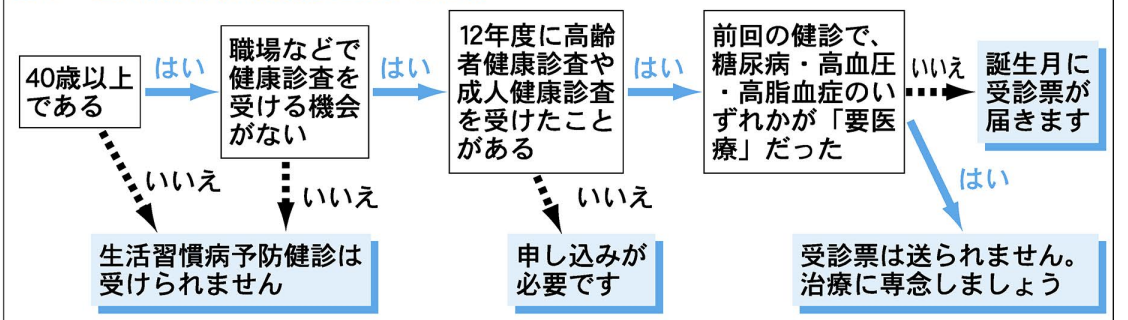 40歳以上
である
はい
いいえ
職場などで
健康診査を
受ける機会
がない
はい
いいえ
12年度に高齢
者健康診査や
成人健康診査
を受けたこと
がある
はい
いいえ
前回の健診で、
糖尿病・高血圧
・高脂血症のい
ずれかが「要医
療」だった
いいえ
はい
誕生月に
受診票が
届きます
生活習慣病予防健診は
受けられません
申し込みが
必要です
受診票は送られません。
治療に専念しましょう